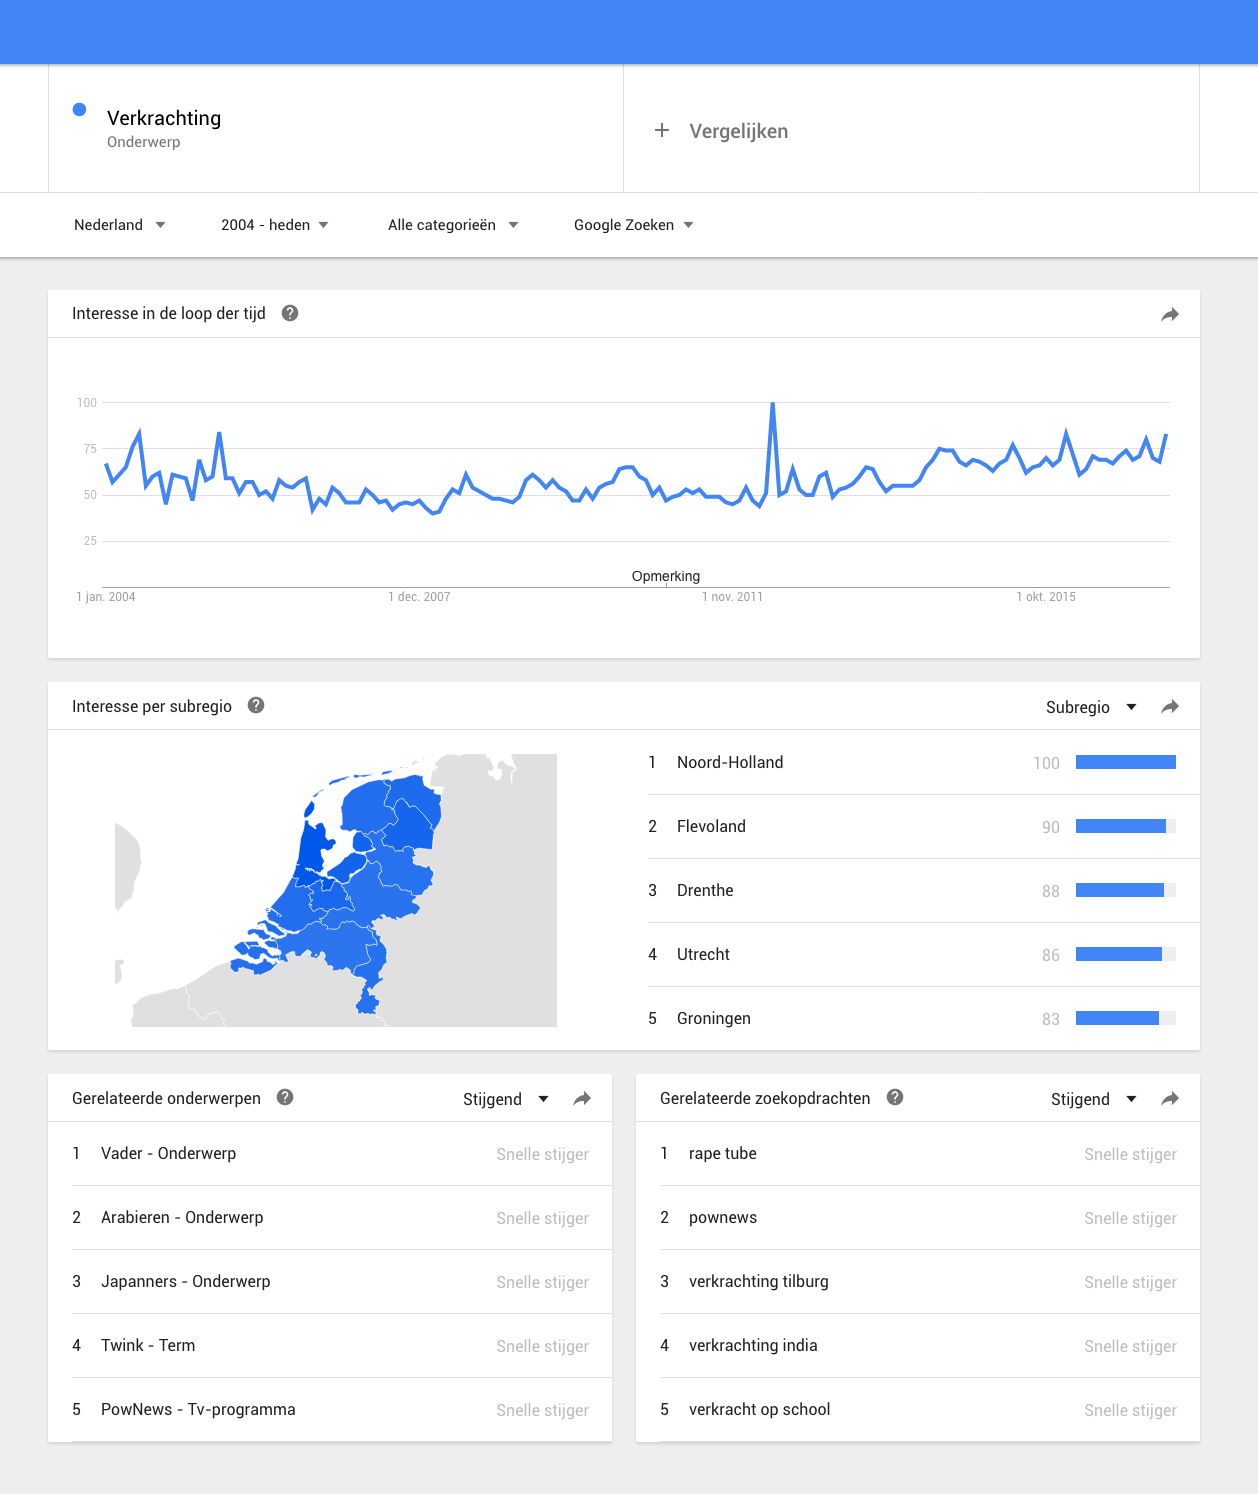 Verkrachting
Onderwerp
+ Vergelijken
Nederland
2004 - heden
Alle categorieën
Google Zoeken
Interesse in de loop der tijd
100
75
50
25
Opmerking
1 jan. 2004
1 dec. 2007
1 nov. 2011
1 okt. 2015
Interesse per subregio
Subregio
1 Noord-Holland 100
2 Flevoland 90
3 Drenthe 88
4 Utrecht 86
5 Groningen 83
Gerelateerde onderwerpen
Stijgend
1 Vader - Onderwerp Snelle stijger
2 Arabieren - Onderwerp Snelle stijger
3 Japanners - Onderwerp Snelle stijger
4 Twink - Term Snelle stijger
5 PowNews - Tv-programma Snelle stijger
Gerelateerde zoekopdrachten
Stijgend
1 rape tube Snelle stijger
2 pownews Snelle stijger
3 verkrachting tilburg Snelle stijger
4 verkrachting india Snelle stijger
5 verkracht op school Snelle stijger